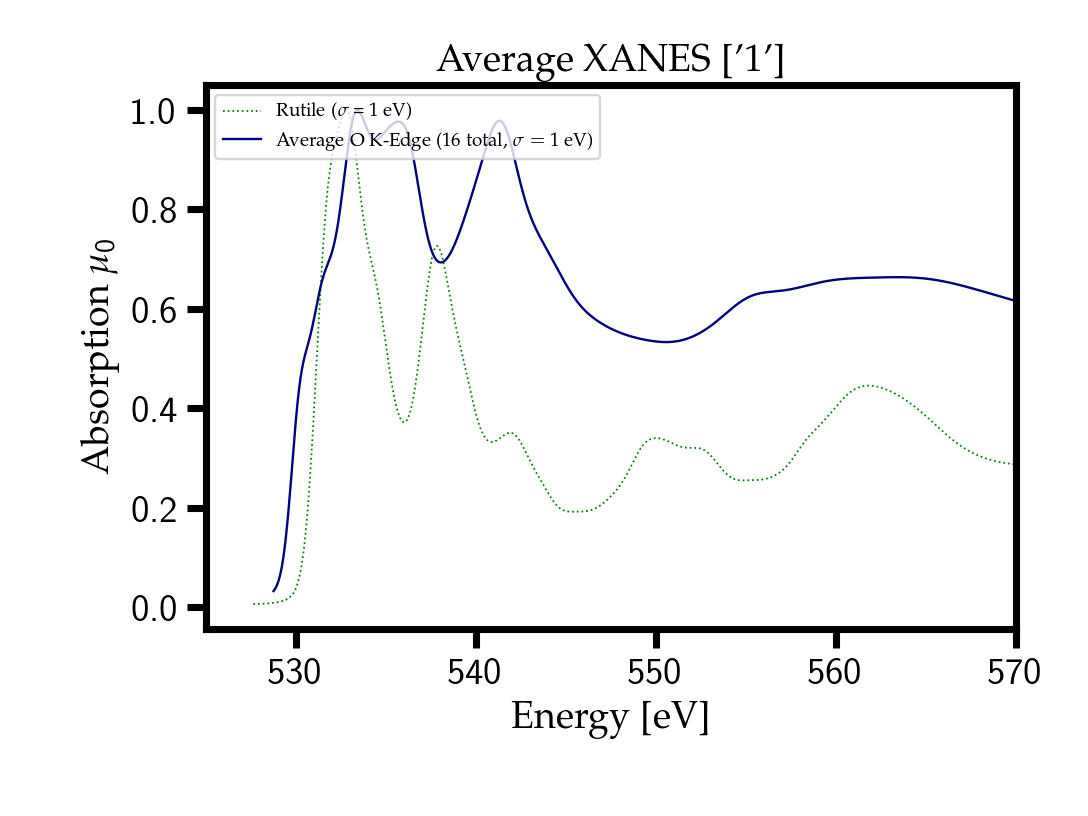 Average XANES ['1']
Rutile (σ = 1 eV)
Average O K-Edge (16 total, σ = 1 eV)
1.0
0.8
0.6
0.4
0.2
0.0
Absorption μ0
530 540 550 560 570
Energy [eV]